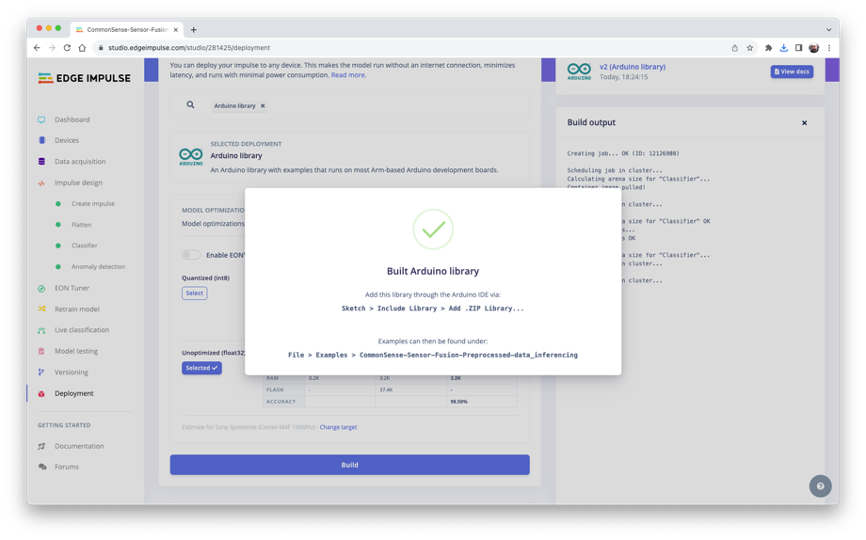 CommonSense-Sensor-Fusion
studio.edgeimpulse.com/studio/281425/deployment
EDGE IMPULSE
Dashboard
Devices
Data acquisition
Impulse design
Create impulse
Flatten
Classifier
Anomaly detection
EON Tuner
Retrain model
Live classification
Model testing
Versioning
Deployment
GETTING STARTED
Documentation
Forums
You can deploy your impulse to any device. This makes the model run without an internet connection, minimizes
latency, and runs with minimal power consumption. Read more.
Arduino library ×
ARDUINO
SELECTED DEPLOYMENT
Arduino library
An Arduino library with examples that runs on most Arm-based Arduino development boards.
MODEL OPTIMIZATIO
Model optimizations
Enable EON
Quantized (int8)
Select
Unoptimized (float32)
Selected ✓
RAM 3.2K 3.2K 3.2K
FLASH - 37.4K -
ACCURACY 98.50%
Change target
Build
Built Arduino library
Add this library through the Arduino IDE via:
Sketch > Include Library > Add .ZIP Library...
Examples can then be found under:
File > Examples > CommonSense-Sensor-Fusion-Preprocessed-data_inferencing
ARDUINO
v2 (Arduino library)
Today, 18:24:15
View docs
Build output
×
Creating job... OK (ID: 12126908)
Scheduling job in cluster...
Calculating arena size for "Classifier"...
Container image pulled!
n cluster...
a size for "Classifier" OK
s...
s OK
a size for "Classifier"...
n cluster...
n cluster...